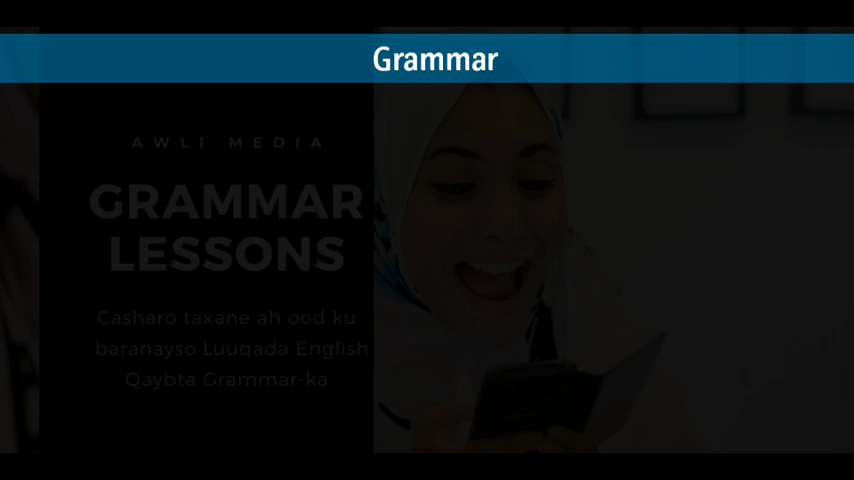 Grammar
AWLI MEDIA
GRAMMAR
LESSONS
Casharo taxane ah ood ku
baranayso Luuqada English
Qaybta Grammar-ka